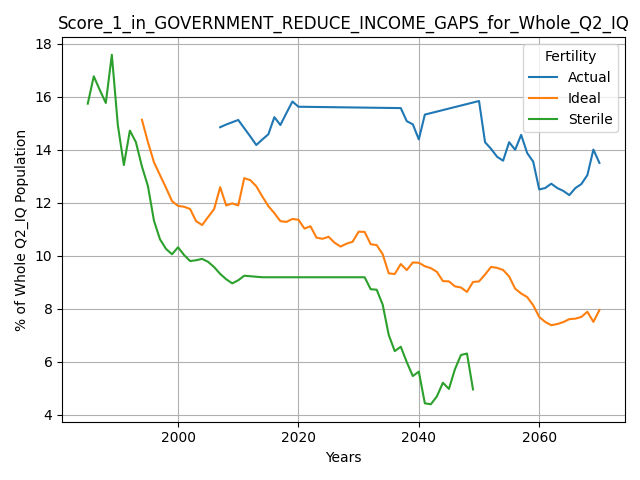 Score_1_in_GOVERNMENT_REDUCE_INCOME_GAPS_for_Whole_Q2_IQ
Fertility
Actual
Ideal
Sterile
% of Whole Q2_IQ Population
18
16
14
12
10
8
6
4
2000
2020
2040
2060
Years